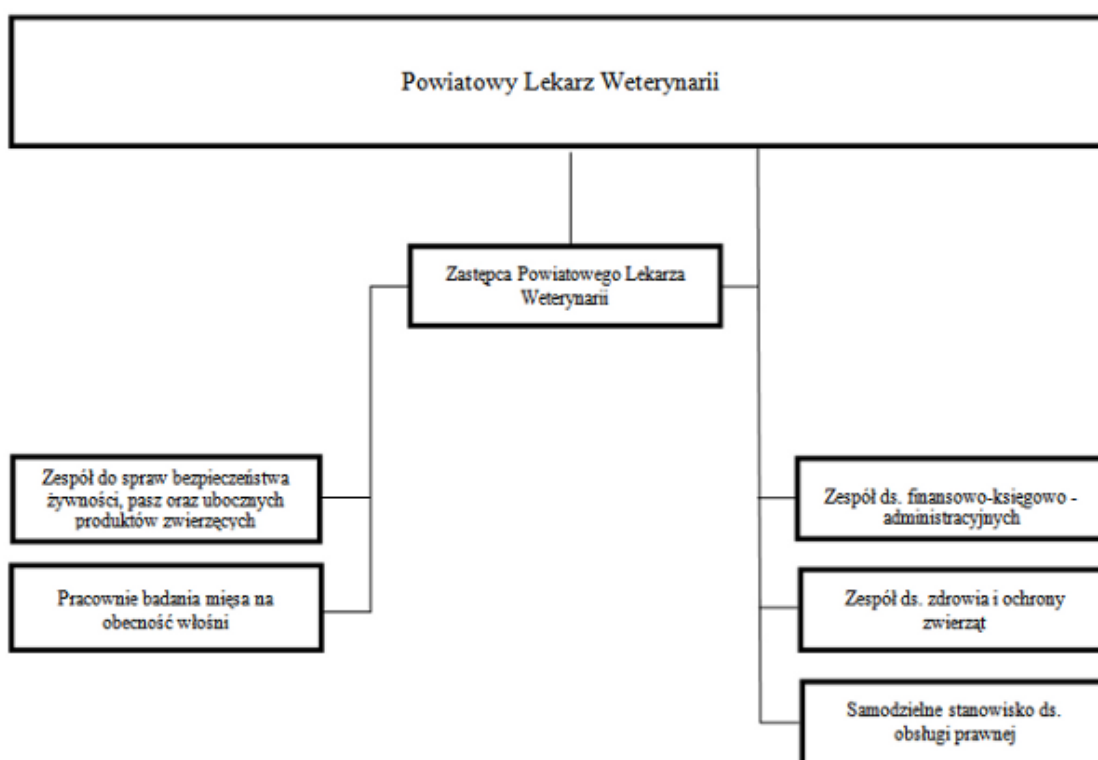 Powiatowy Lekarz Weterynarii
Zastępca Powiatowego Lekarza
Weterynarii
Zespół do spraw bezpieczeństwa
żywności, pasz oraz ubocznych
produktów zwierzęcych
Pracownie badania mięsa na
obecność włośni
Zespół ds. finansowo-księgowo -
administracyjnych
Zespół ds. zdrowia i ochrony
zwierząt
Samodzielne stanowisko ds.
obsługi prawnej